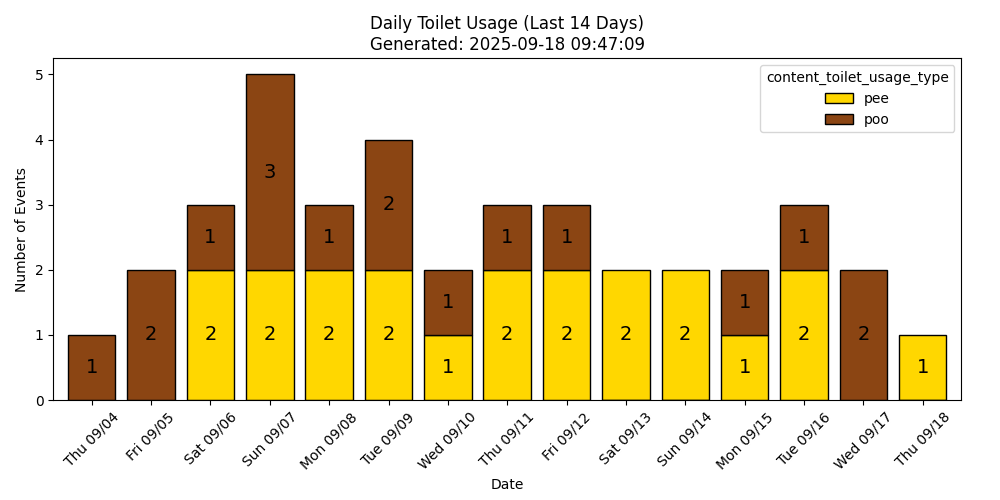 Daily Toilet Usage (Last 14 Days)
Generated: 2025-09-18 09:47:09
content_toilet_usage_type
pee
poo
Number of Events
5
4
3
2
1
0
1
2
1
2
3
2
1
2
2
2
1
1
1
2
1
2
2
2
1
1
1
2
2
1
Thu 09/04
Fri 09/05
Sat 09/06
Sun 09/07
Mon 09/08
Tue 09/09
Wed 09/10
Thu 09/11
Fri 09/12
Sat 09/13
Sun 09/14
Mon 09/15
Tue 09/16
Wed 09/17
Thu 09/18
Date